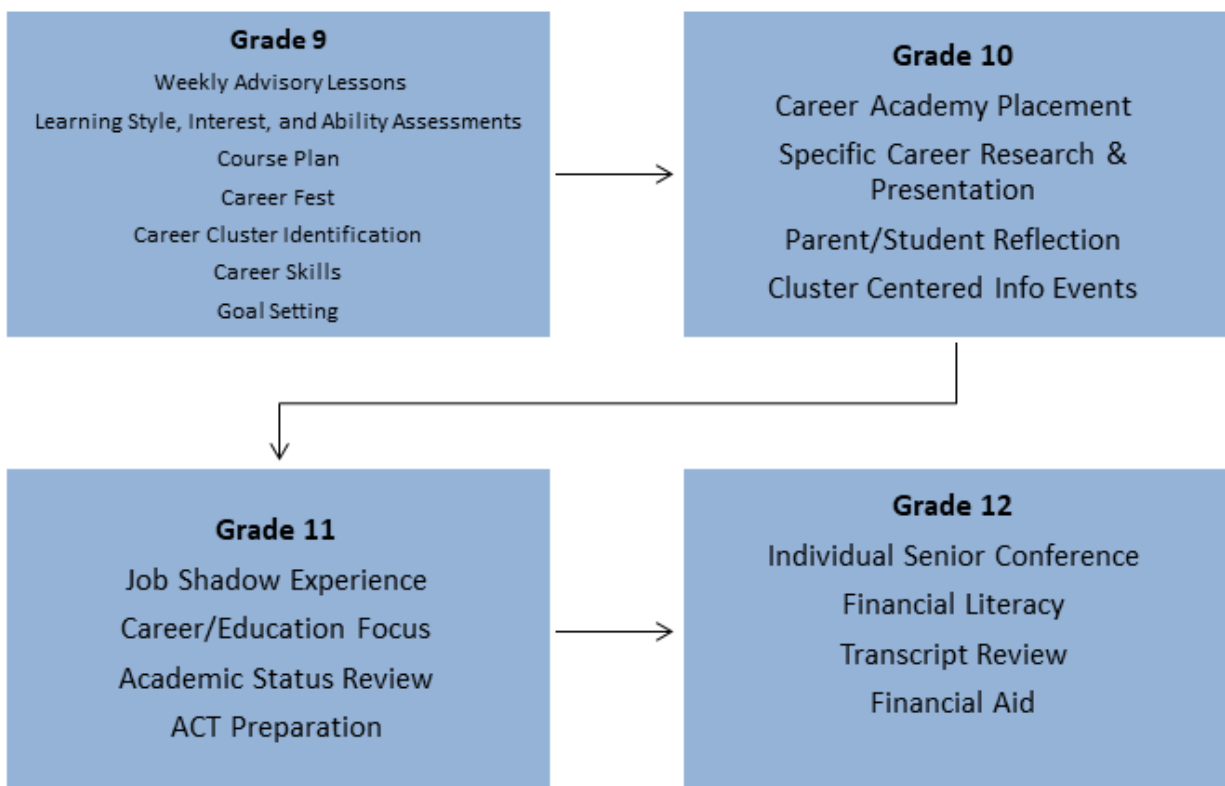 Grade 9
Weekly Advisory Lessons
Learning Style, Interest, and Ability Assessments
Course Plan
Career Fest
Career Cluster Identification
Career Skills
Goal Setting
Grade 10
Career Academy Placement
Specific Career Research &
Presentation
Parent/Student Reflection
Cluster Centered Info Events
Grade 11
Job Shadow Experience
Career/Education Focus
Academic Status Review
ACT Preparation
Grade 12
Individual Senior Conference
Financial Literacy
Transcript Review
Financial Aid